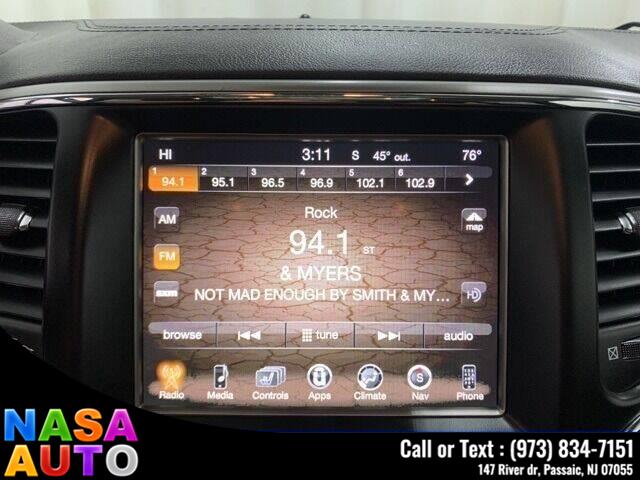 HI 3:11 S 45° out. 76°
1 2 3 4 5 6
94.1 95.1 96.5 96.9 102.1 102.9 >
AM
Rock
map
94.1 ST
FM
& MYERS
sxm NOT MAD ENOUGH BY SMITH & MY... HD
browse tune audio
S
Radio Media Controls Apps Climate Nav Phone
NASA
AUTO
Call or Text : (973) 834-7151
147 River dr, Passaic, NJ 07055